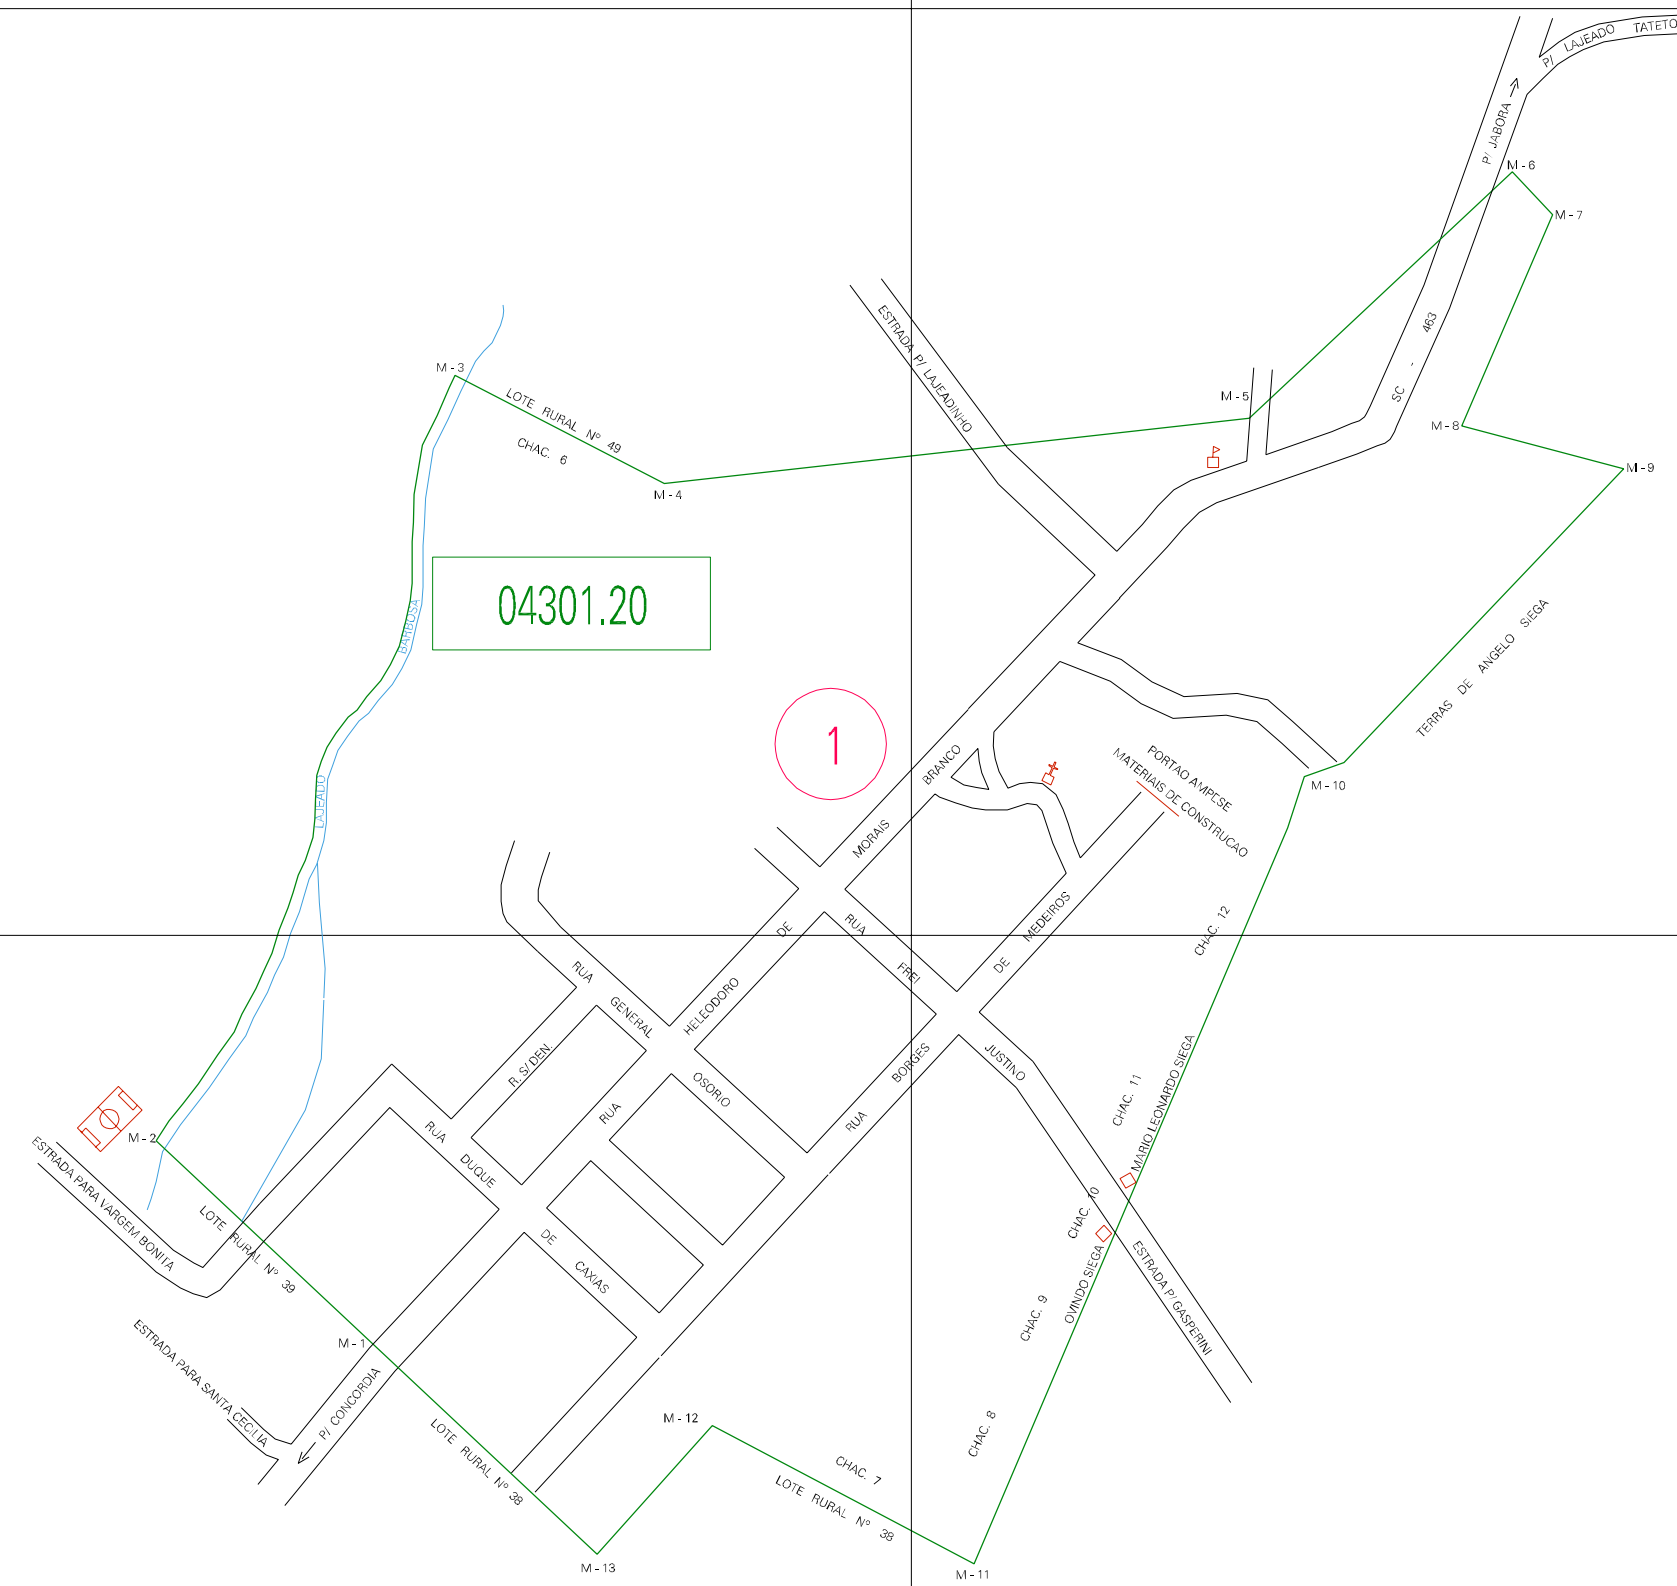 P/ LAJEADO TATETO
P/ JABORA
M - 6
M - 7
SC - 463
ESTRADA P/ LAJEADINHO
M - 3
LOTE RURAL Nº 49
CHAC. 6
M - 4
M - 5
M - 8
M - 9
04301.20
LAJEADO BARBOSA
1
TERRAS DE ANGELO SIEGA
PORTAO AMPESE
MATERIAIS DE CONSTRUCAO
M - 10
RUA HELEODORO DE MORAIS BRANCO
RUA FREI JUSTINO
RUA BORGES DE MEDEIROS
RUA GENERAL OSORIO
R. S/ DEN.
RUA DUQUE DE CAXIAS
CHAC. 12
CHAC. 11
MARIO LEONARDO SIEGA
CHAC. 10
OVINDO SIEGA
CHAC. 9
ESTRADA P/ GASPERINI
CHAC. 8
M - 2
ESTRADA PARA VARGEM BONITA
LOTE RURAL Nº 39
M - 1
ESTRADA PARA SANTA CECILIA
P/ CONCORDIA
LOTE RURAL Nº 38
M - 12
CHAC. 7
LOTE RURAL Nº 38
M - 13
M - 11